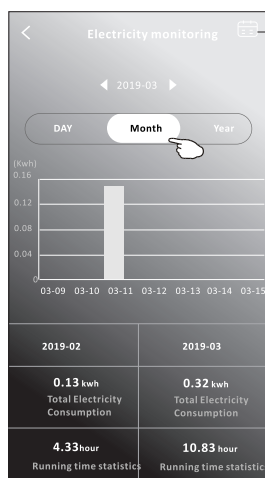 Electricity monitoring
2019-03
DAY Month Year
(Kwh)
0.16
0.12
0.08
0.04
0
03-09 03-10 03-11 03-12 03-13 03-14 03-15
2019-02 2019-03
0.13 kwh 0.32 kwh
Total Electricity Total Electricity
Consumption Consumption
4.33hour 10.83 hour
Running time statistics Running time statistic